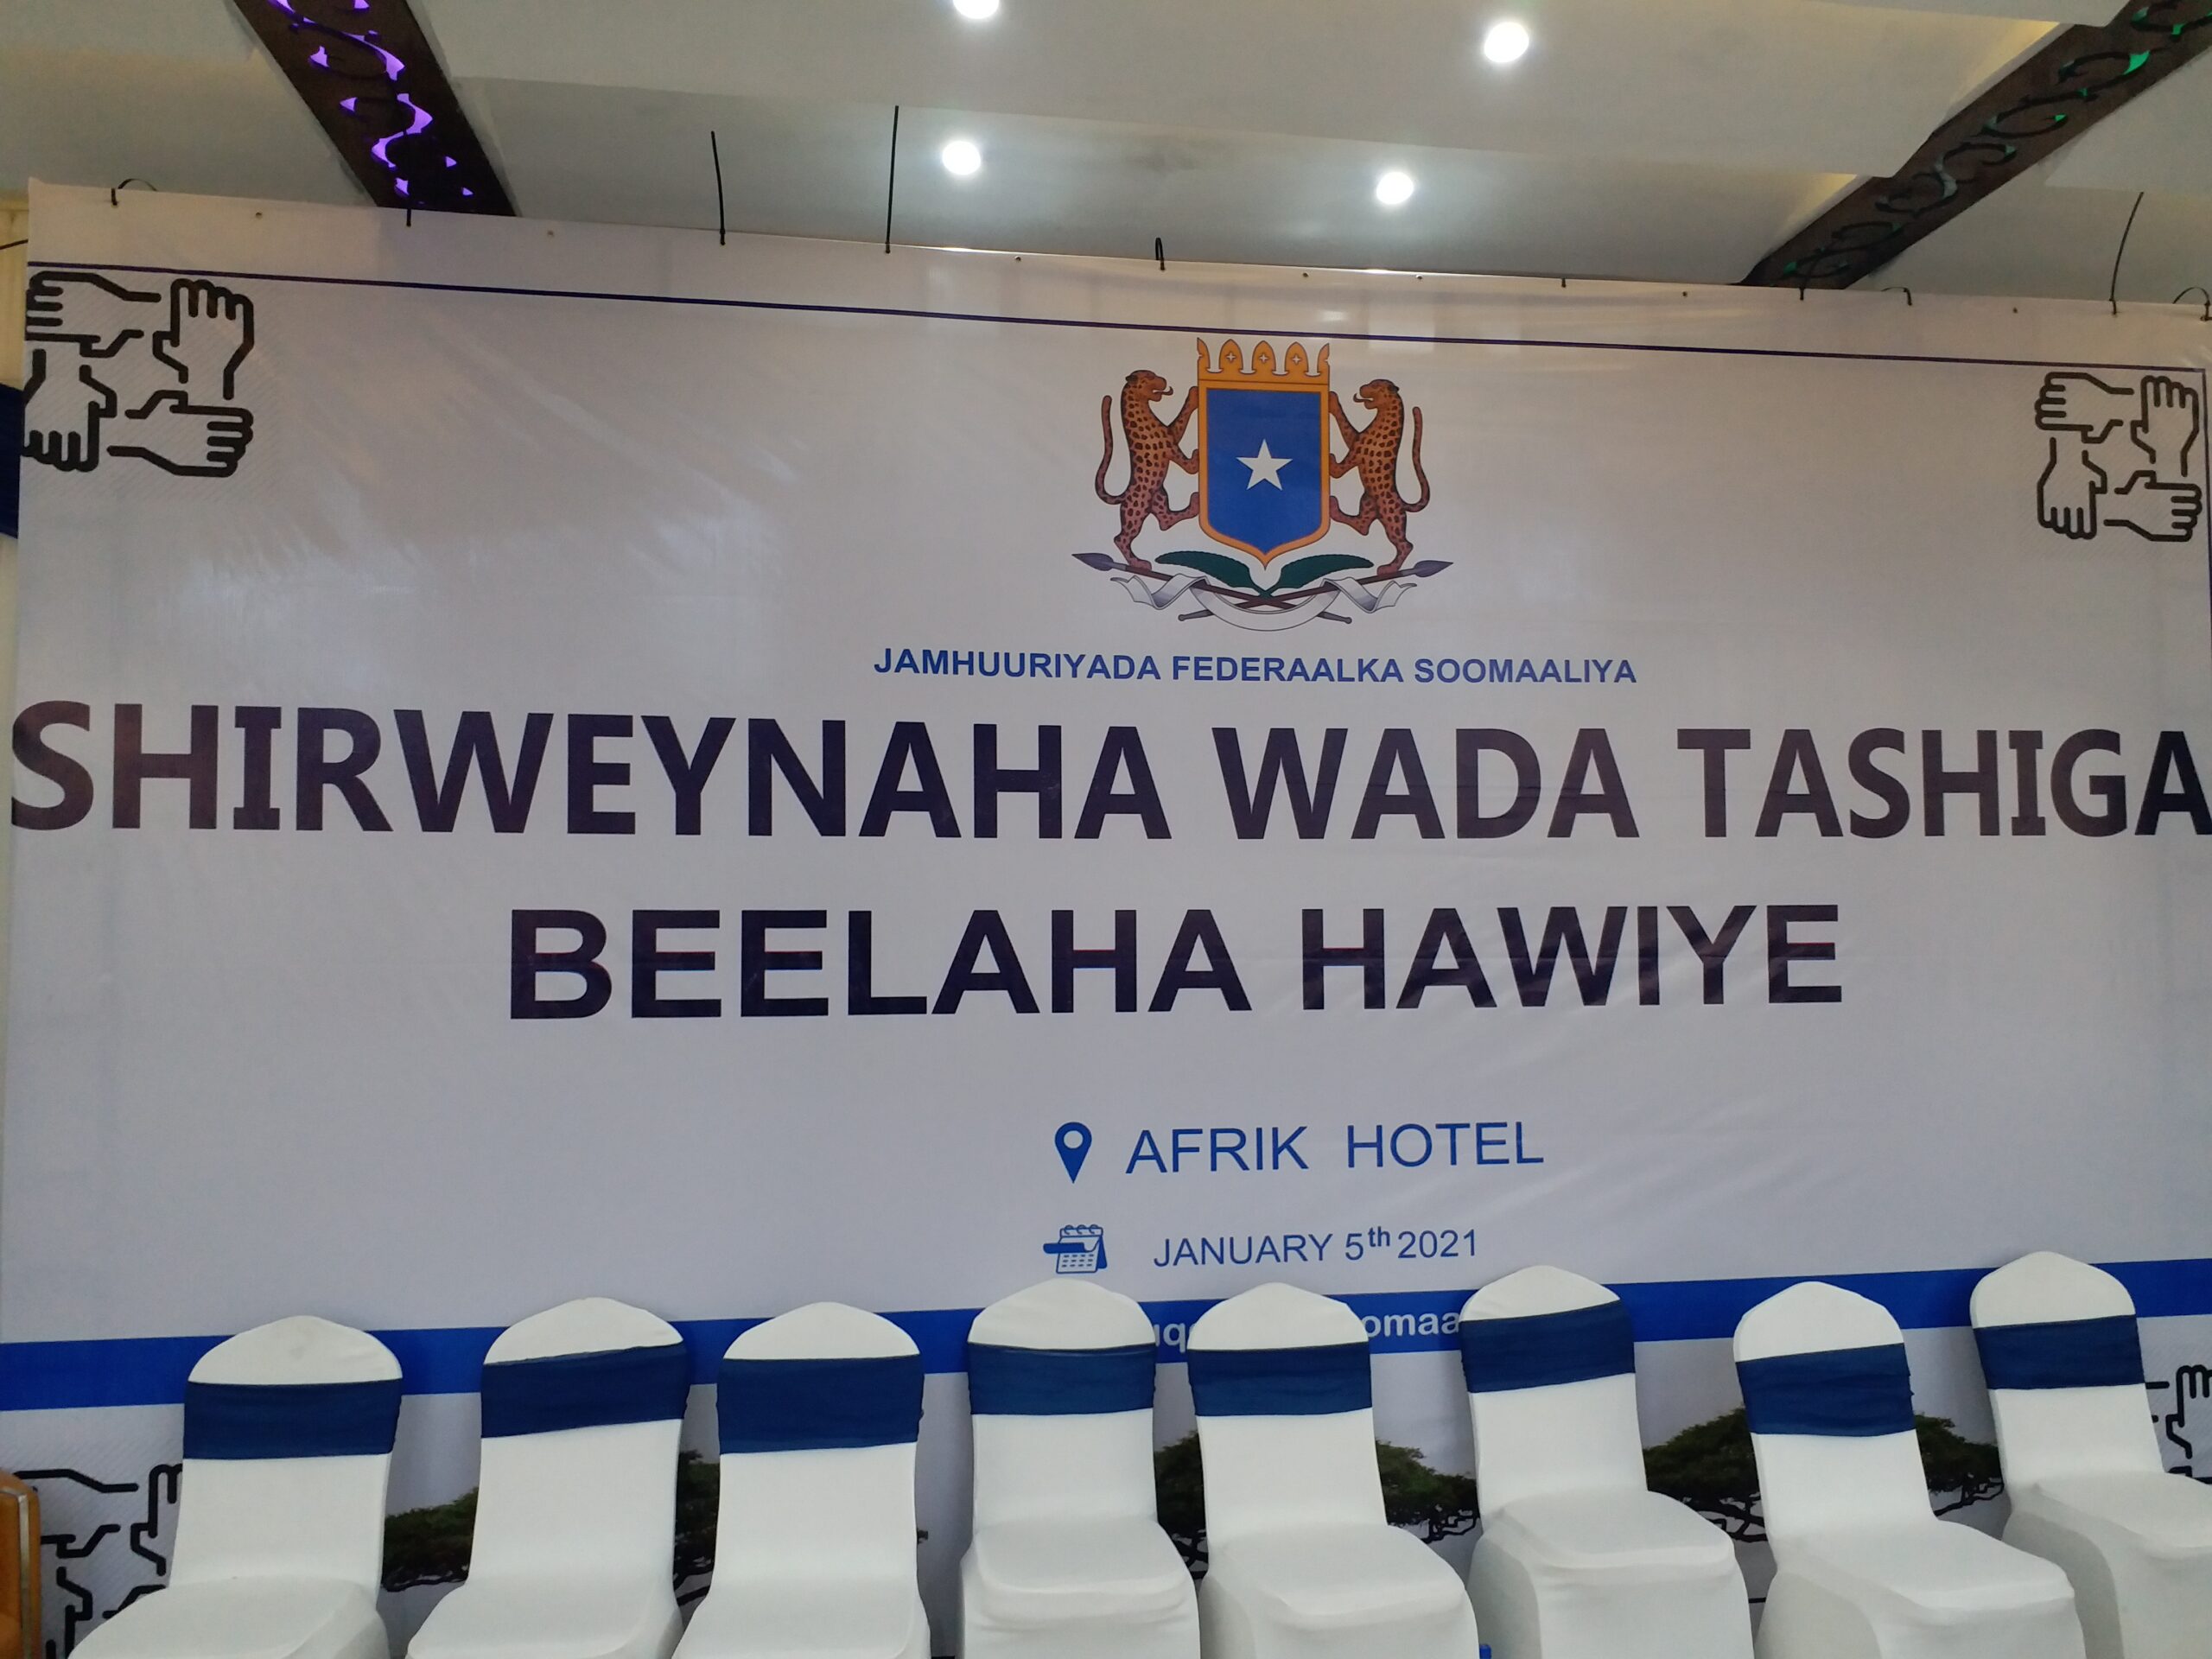 JAMHUURIYADA FEDERAALKA SOOMAALIYA
SHIRWEYNAHA WADA TASHIGA
BEELAHA HAWIYE
AFRIK HOTEL
JANUARY 5th 2021